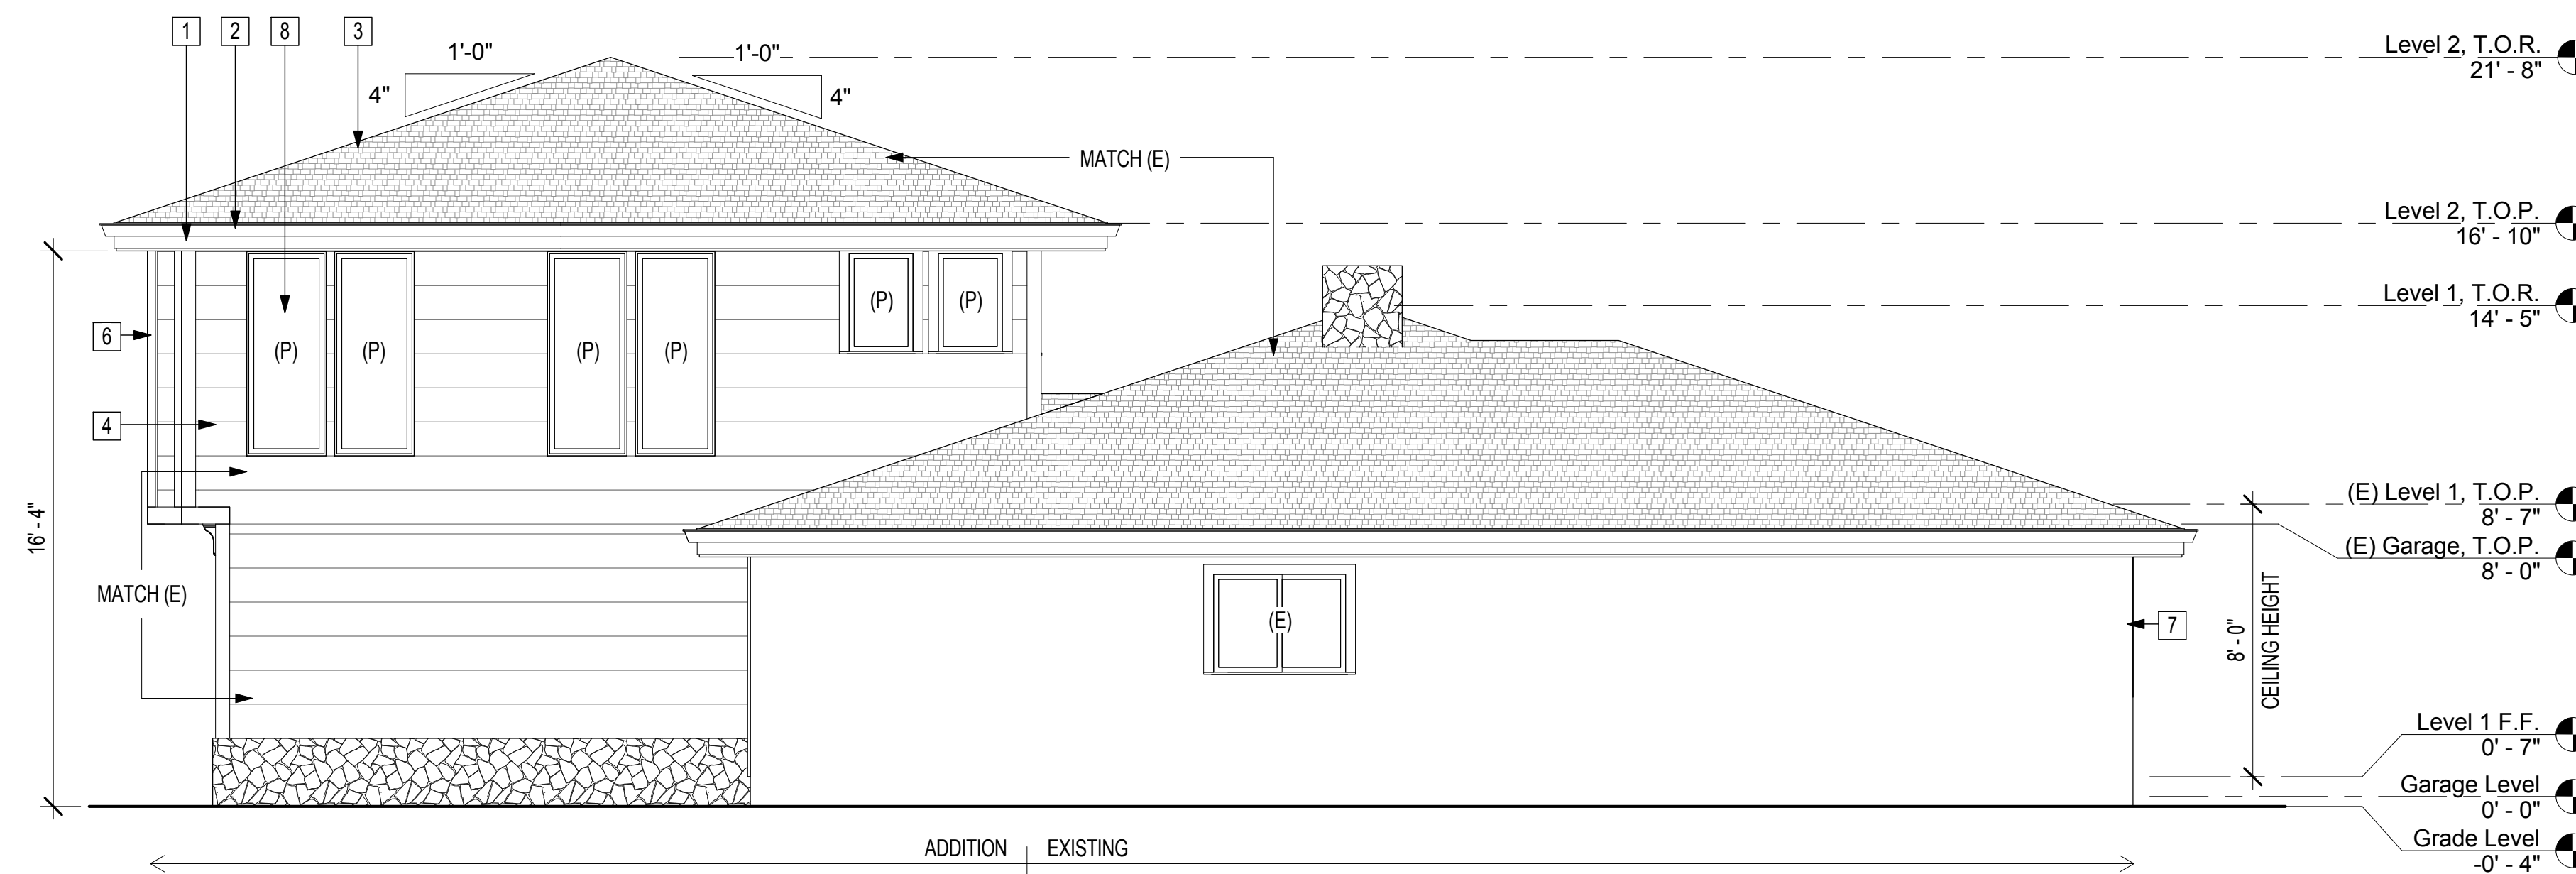 1 2 8 3
1'-0" 1'-0"
4" 4"
Level 2, T.O.R.
21' - 8"
MATCH (E)
Level 2, T.O.P.
16' - 10"
Level 1, T.O.R.
14' - 5"
(P) (P) (P) (P) (P) (P)
6
4
(E) Level 1, T.O.P.
8' - 7"
(E) Garage, T.O.P.
8' - 0"
16' - 4"
MATCH (E)
(E)
7
8' - 0"
CEILING HEIGHT
Level 1 F.F.
0' - 7"
Garage Level
0' - 0"
Grade Level
-0' - 4"
ADDITION EXISTING